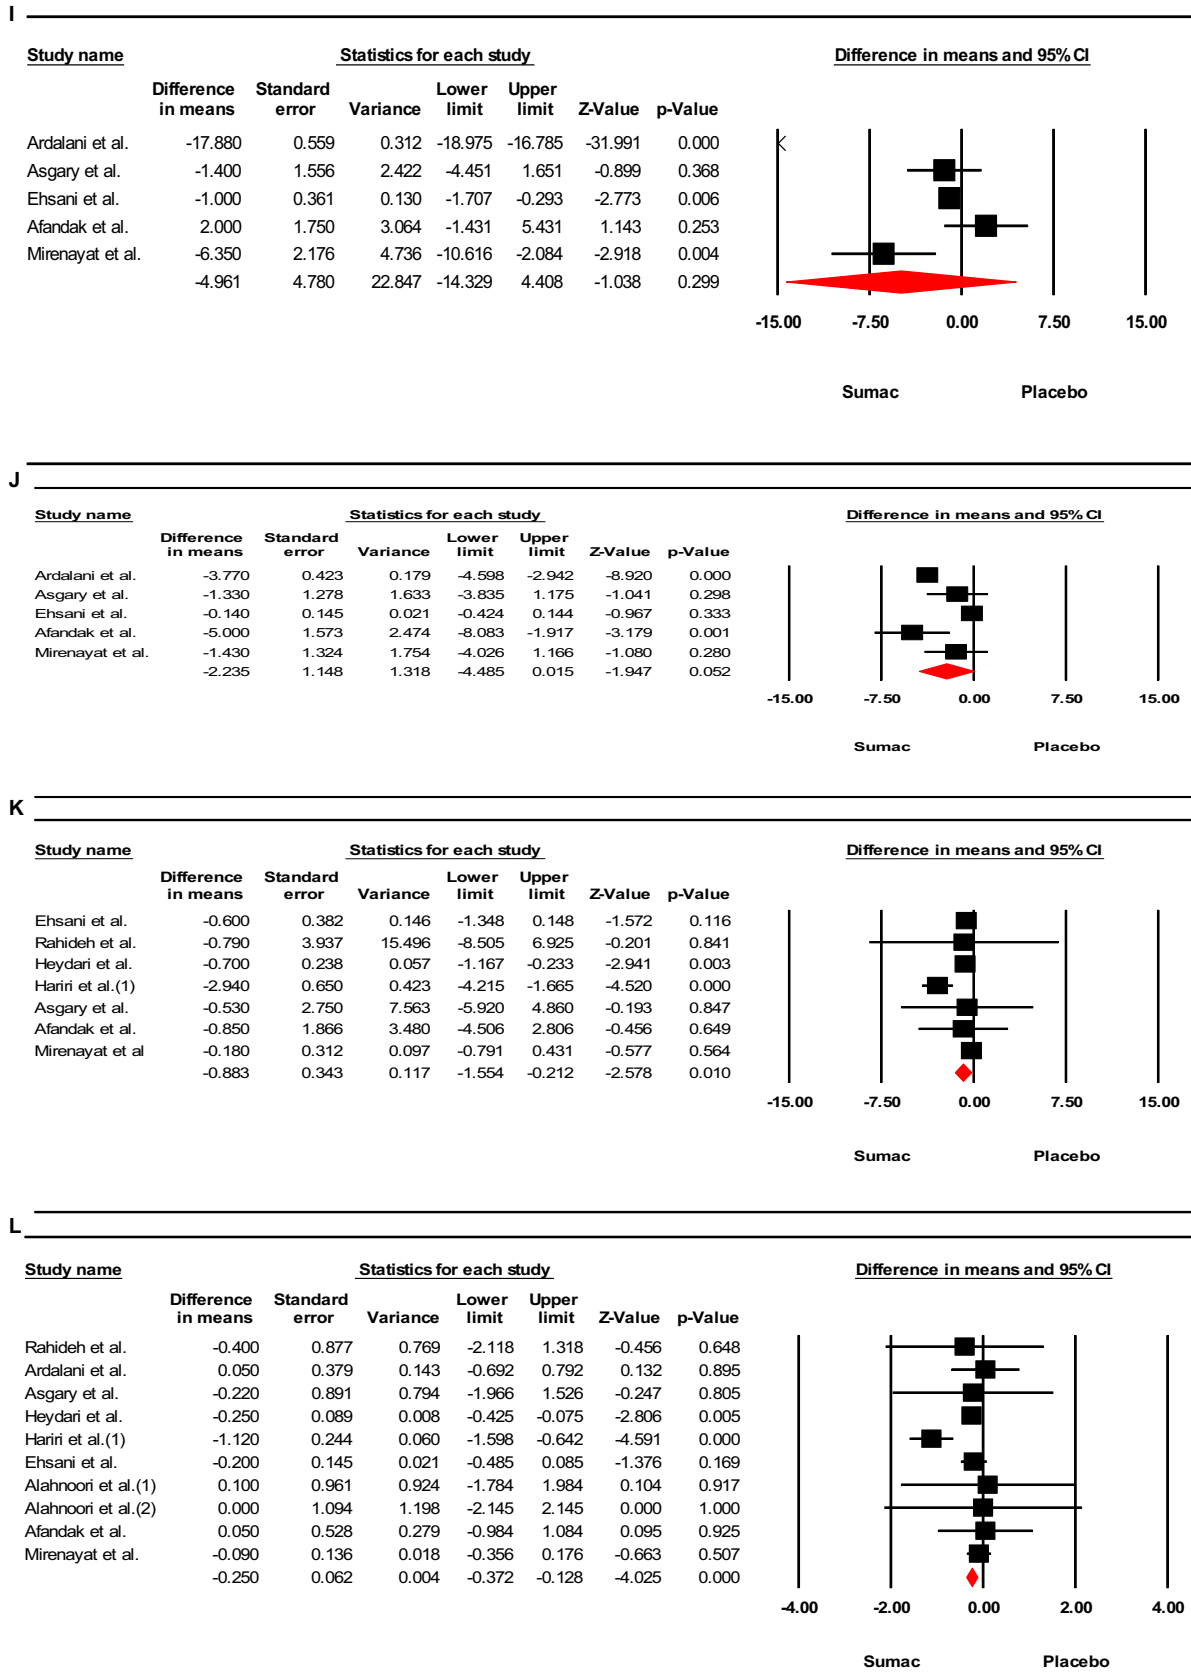 I
Study name Statistics for each study Difference in means and 95% CI
Difference Standard Lower Upper
in means error Variance limit limit Z-Value p-Value
Ardalani et al. -17.880 0.559 0.312 -18.975 -16.785 -31.991 0.000
Asgary et al. -1.400 1.556 2.422 -4.451 1.651 -0.899 0.368
Ehsani et al. -1.000 0.361 0.130 -1.707 -0.293 -2.773 0.006
Afandak et al. 2.000 1.750 3.064 -1.431 5.431 1.143 0.253
Mirenayat et al. -6.350 2.176 4.736 -10.616 -2.084 -2.918 0.004
-4.961 4.780 22.847 -14.329 4.408 -1.038 0.299
-15.00 -7.50 0.00 7.50 15.00
Sumac Placebo
J
Study name Statistics for each study Difference in means and 95% CI
Difference Standard Lower Upper
in means error Variance limit limit Z-Value p-Value
Ardalani et al. -3.770 0.423 0.179 -4.598 -2.942 -8.920 0.000
Asgary et al. -1.330 1.278 1.633 -3.835 1.175 -1.041 0.298
Ehsani et al. -0.140 0.145 0.021 -0.424 0.144 -0.967 0.333
Afandak et al. -5.000 1.573 2.474 -8.083 -1.917 -3.179 0.001
Mirenayat et al. -1.430 1.324 1.754 -4.026 1.166 -1.080 0.280
-2.235 1.148 1.318 -4.485 0.015 -1.947 0.052
-15.00 -7.50 0.00 7.50 15.00
Sumac Placebo
K
Study name Statistics for each study Difference in means and 95% CI
Difference Standard Lower Upper
in means error Variance limit limit Z-Value p-Value
Ehsani et al. -0.600 0.382 0.146 -1.348 0.148 -1.572 0.116
Rahideh et al. -0.790 3.937 15.496 -8.505 6.925 -0.201 0.841
Heydari et al. -0.700 0.238 0.057 -1.167 -0.233 -2.941 0.003
Hariri et al.(1) -2.940 0.650 0.423 -4.215 -1.665 -4.520 0.000
Asgary et al. -0.530 2.750 7.563 -5.920 4.860 -0.193 0.847
Afandak et al. -0.850 1.866 3.480 -4.506 2.806 -0.456 0.649
Mirenayat et al -0.180 0.312 0.097 -0.791 0.431 -0.577 0.564
-0.883 0.343 0.117 -1.554 -0.212 -2.578 0.010
-15.00 -7.50 0.00 7.50 15.00
Sumac Placebo
L
Study name Statistics for each study Difference in means and 95% CI
Difference Standard Lower Upper
in means error Variance limit limit Z-Value p-Value
Rahideh et al. -0.400 0.877 0.769 -2.118 1.318 -0.456 0.648
Ardalani et al. 0.050 0.379 0.143 -0.692 0.792 0.132 0.895
Asgary et al. -0.220 0.891 0.794 -1.966 1.526 -0.247 0.805
Heydari et al. -0.250 0.089 0.008 -0.425 -0.075 -2.806 0.005
Hariri et al.(1) -1.120 0.244 0.060 -1.598 -0.642 -4.591 0.000
Ehsani et al. -0.200 0.145 0.021 -0.485 0.085 -1.376 0.169
Alahnoori et al.(1) 0.100 0.961 0.924 -1.784 1.984 0.104 0.917
Alahnoori et al.(2) 0.000 1.094 1.198 -2.145 2.145 0.000 1.000
Afandak et al. 0.050 0.528 0.279 -0.984 1.084 0.095 0.925
Mirenayat et al. -0.090 0.136 0.018 -0.356 0.176 -0.663 0.507
-0.250 0.062 0.004 -0.372 -0.128 -4.025 0.000
-4.00 -2.00 0.00 2.00 4.00
Sumac Placebo